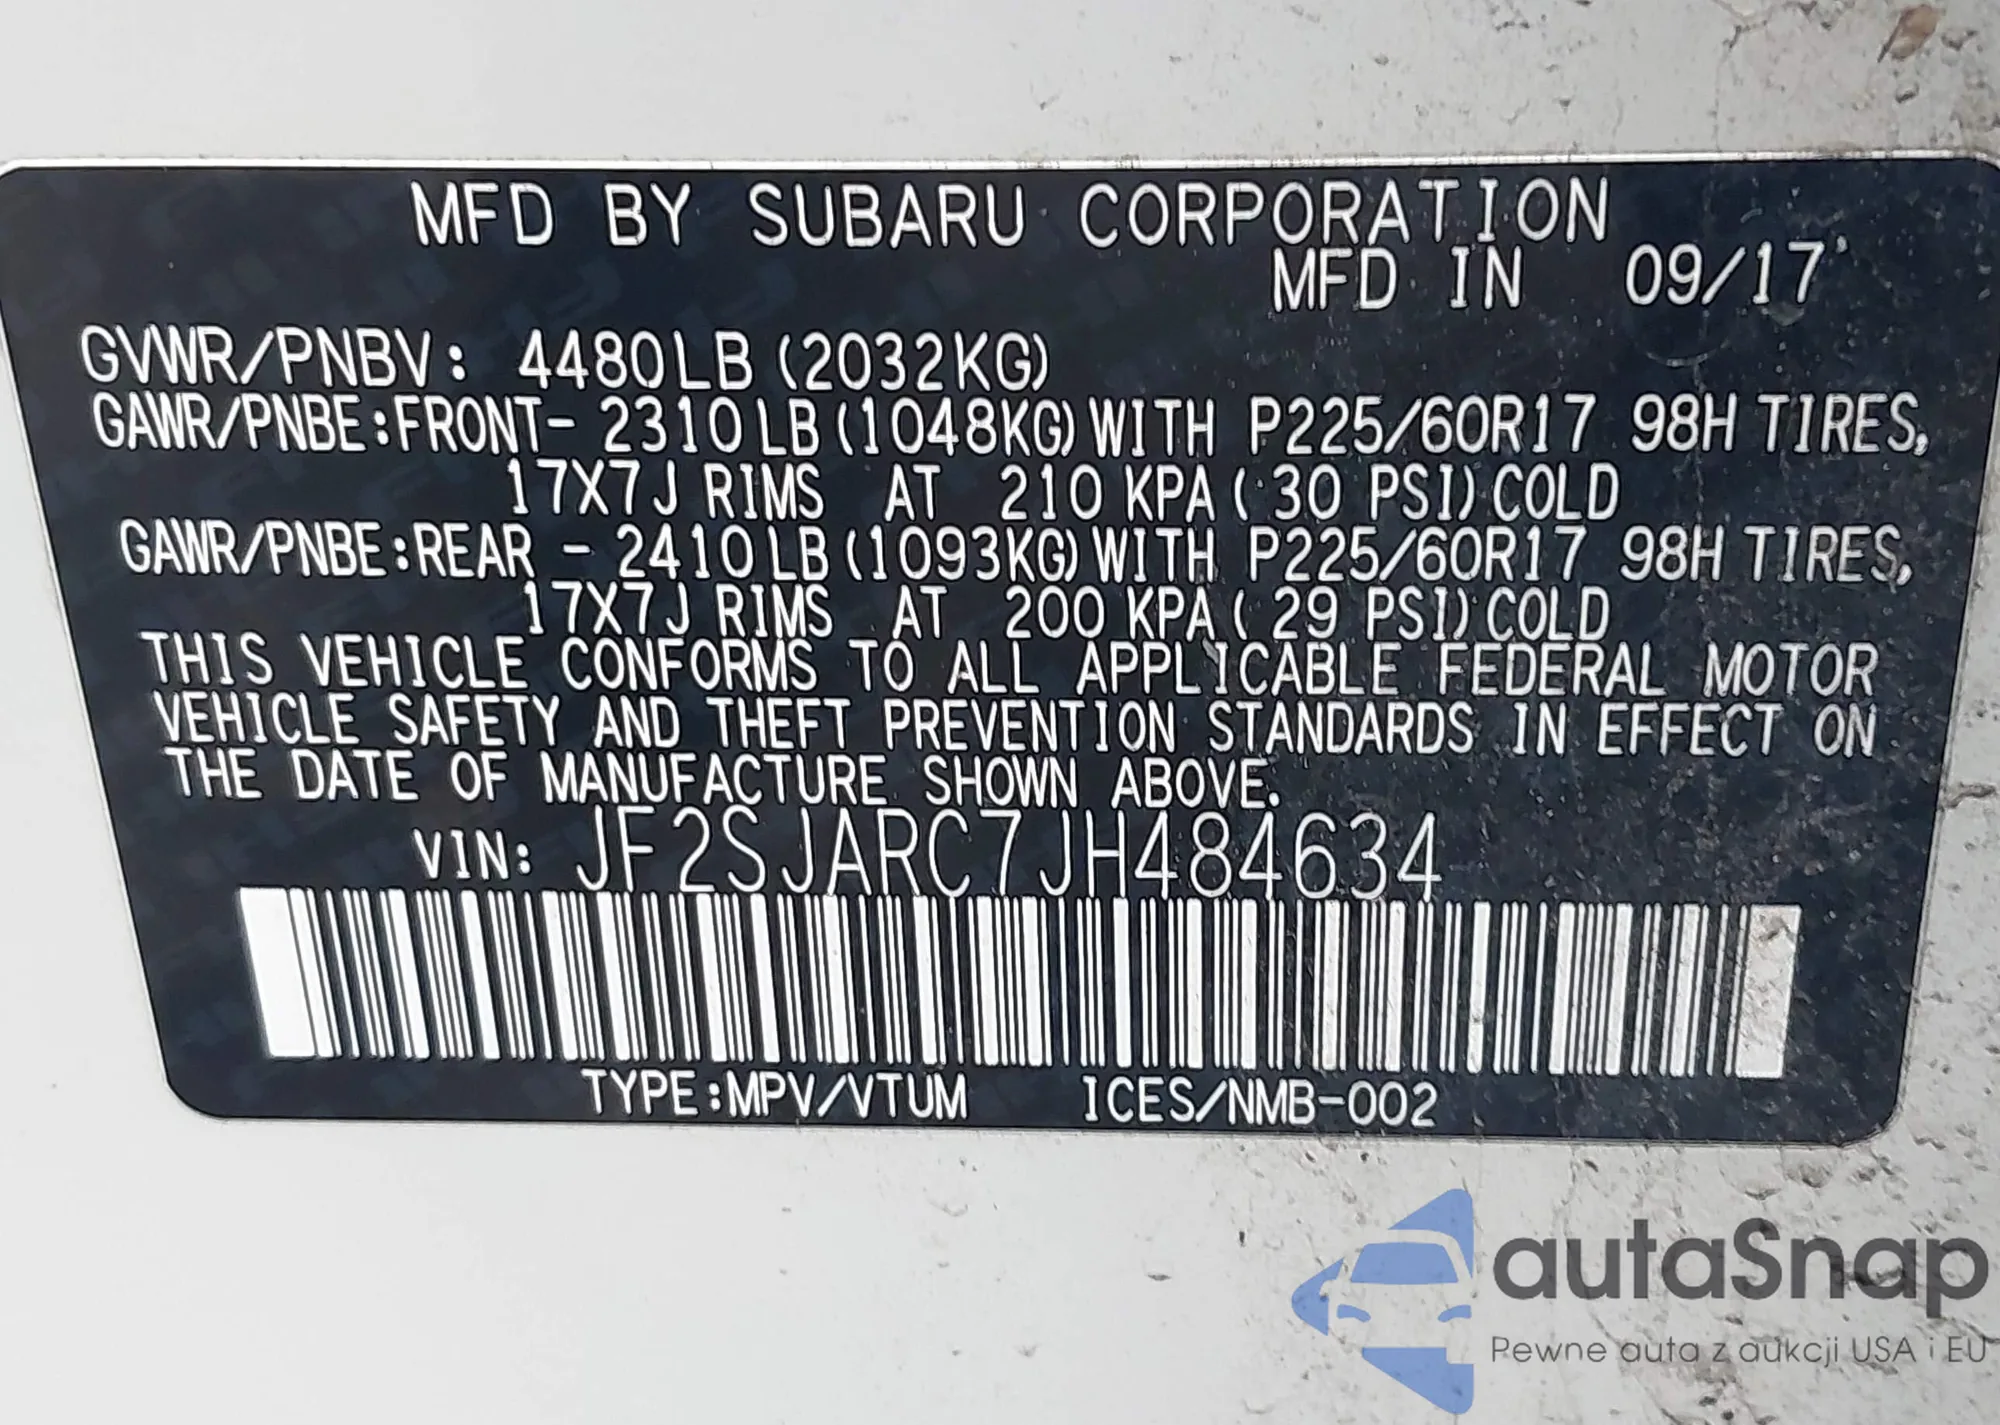 MFD BY SUBARU CORPORATION
MFD IN 09/17
GVWR/PNBV: 4480LB (2032KG)
GAWR/PNBE:FRONT- 2310LB (1048KG) WITH P225/60R17 98H TIRES,
17X7J RIMS AT 210 KPA ( 30 PSI) COLD
GAWR/PNBE:REAR - 2410LB (1093KG) WITH P225/60R17 98H TIRES,
17X7J RIMS AT 200 KPA ( 29 PSI) COLD
THIS VEHICLE CONFORMS TO ALL APPLICABLE FEDERAL MOTOR
VEHICLE SAFETY AND THEFT PREVENTION STANDARDS IN EFFECT ON
THE DATE OF MANUFACTURE SHOWN ABOVE.
VIN: JF2SJARC7JH484634
TYPE:MPV/VTUM ICES/NMB-002
autaSnap
Pewne auta z aukcji USA i EU